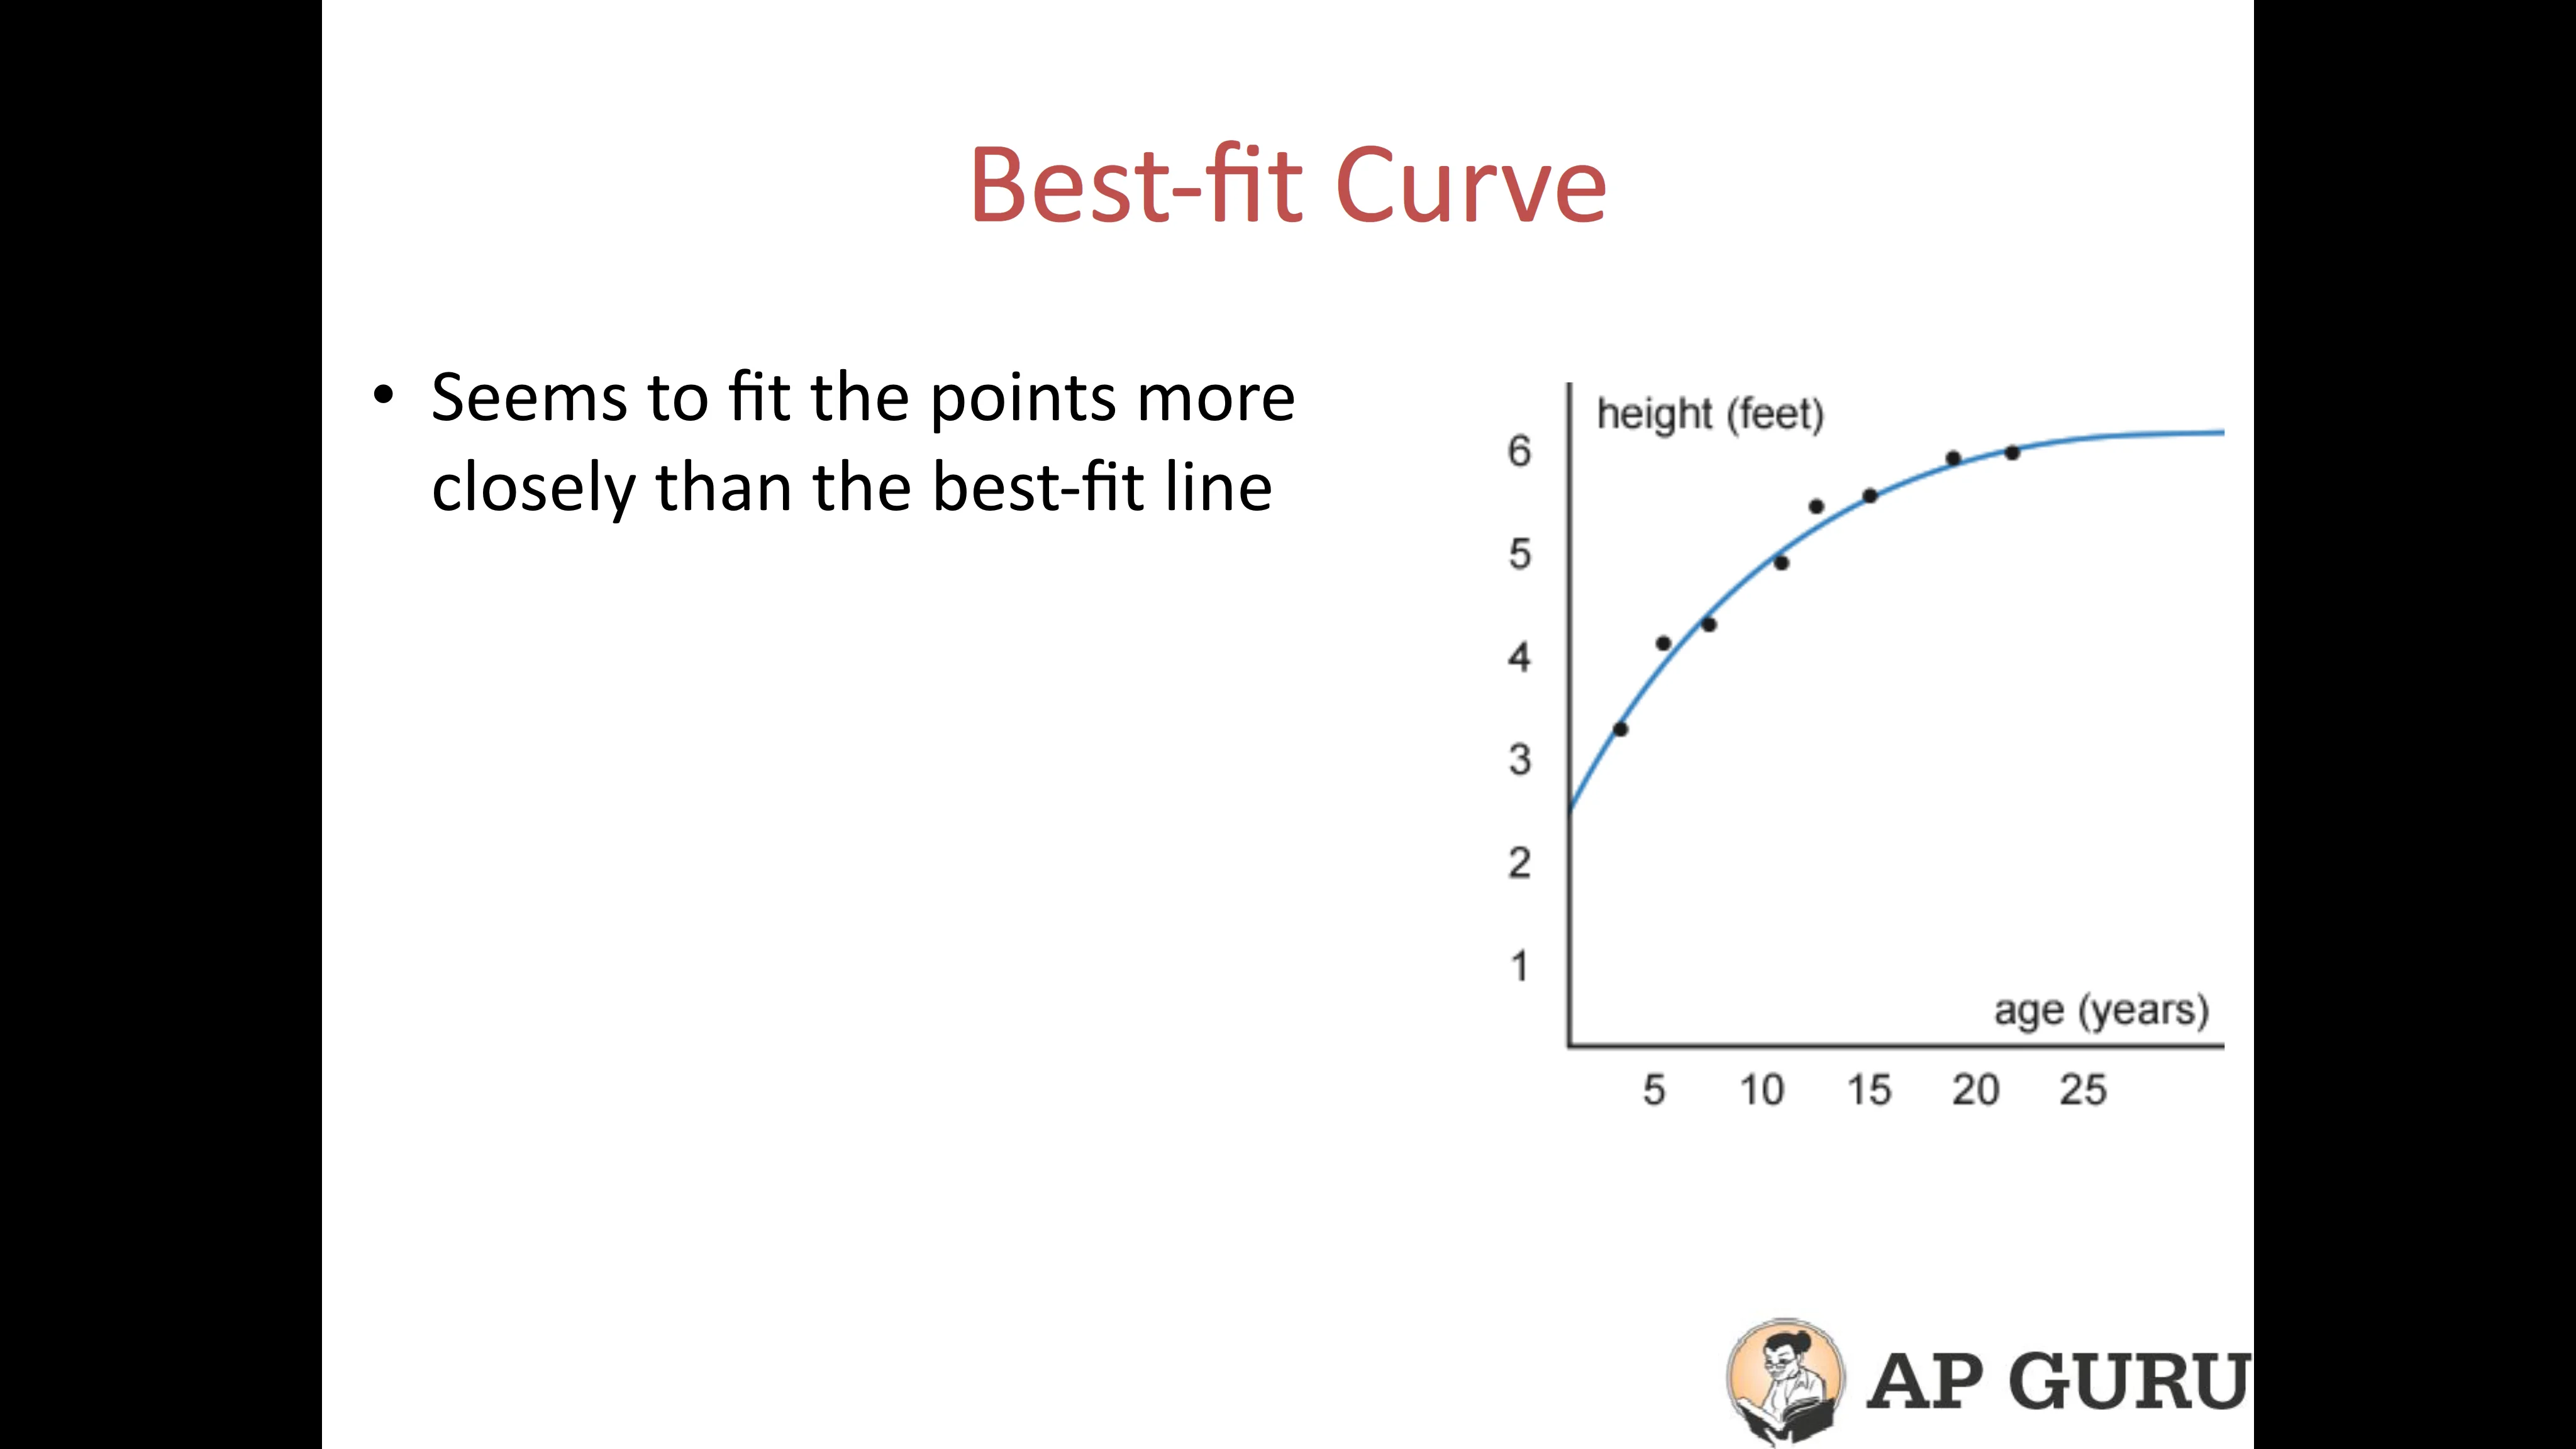 Best-fit Curve
• Seems to fit the points more
closely than the best-fit line
height (feet)
6
5
4
3
2
1
age (years)
5 10 15 20 25
AP GURU